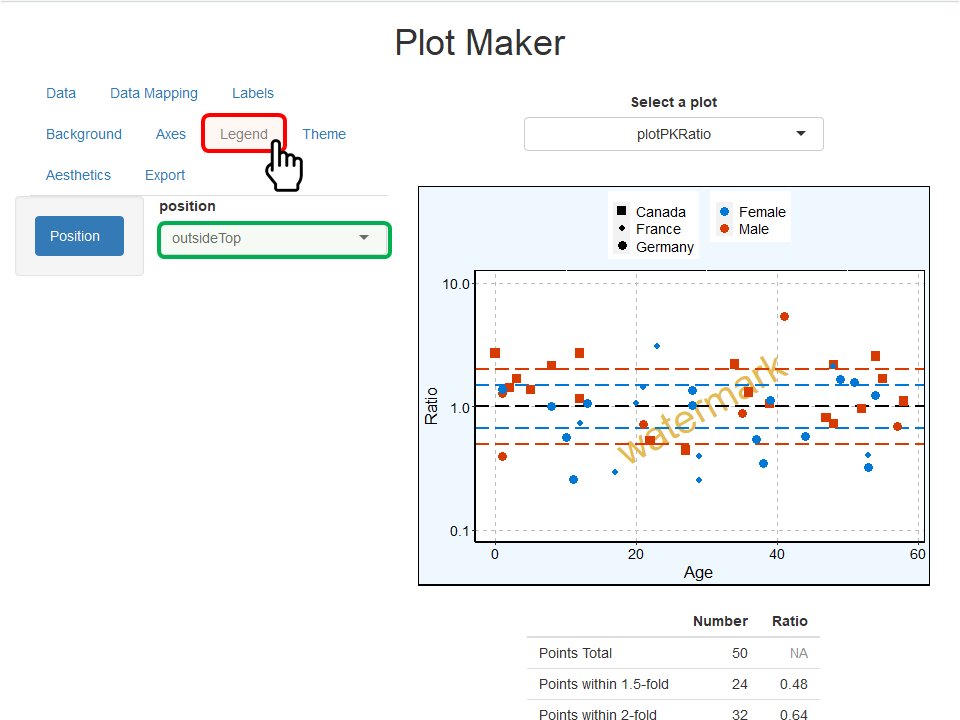 Plot Maker
Data Data Mapping Labels
Background Axes Legend Theme
Aesthetics Export
position
Position
outsideTop
Select a plot
plotPKRatio
Canada
France
Germany
Female
Male
10.0
1.0
0.1
Ratio
watermark
0 20 40 60
Age
Number Ratio
Points Total 50 NA
Points within 1.5-fold 24 0.48
Points within 2-fold 32 0.64